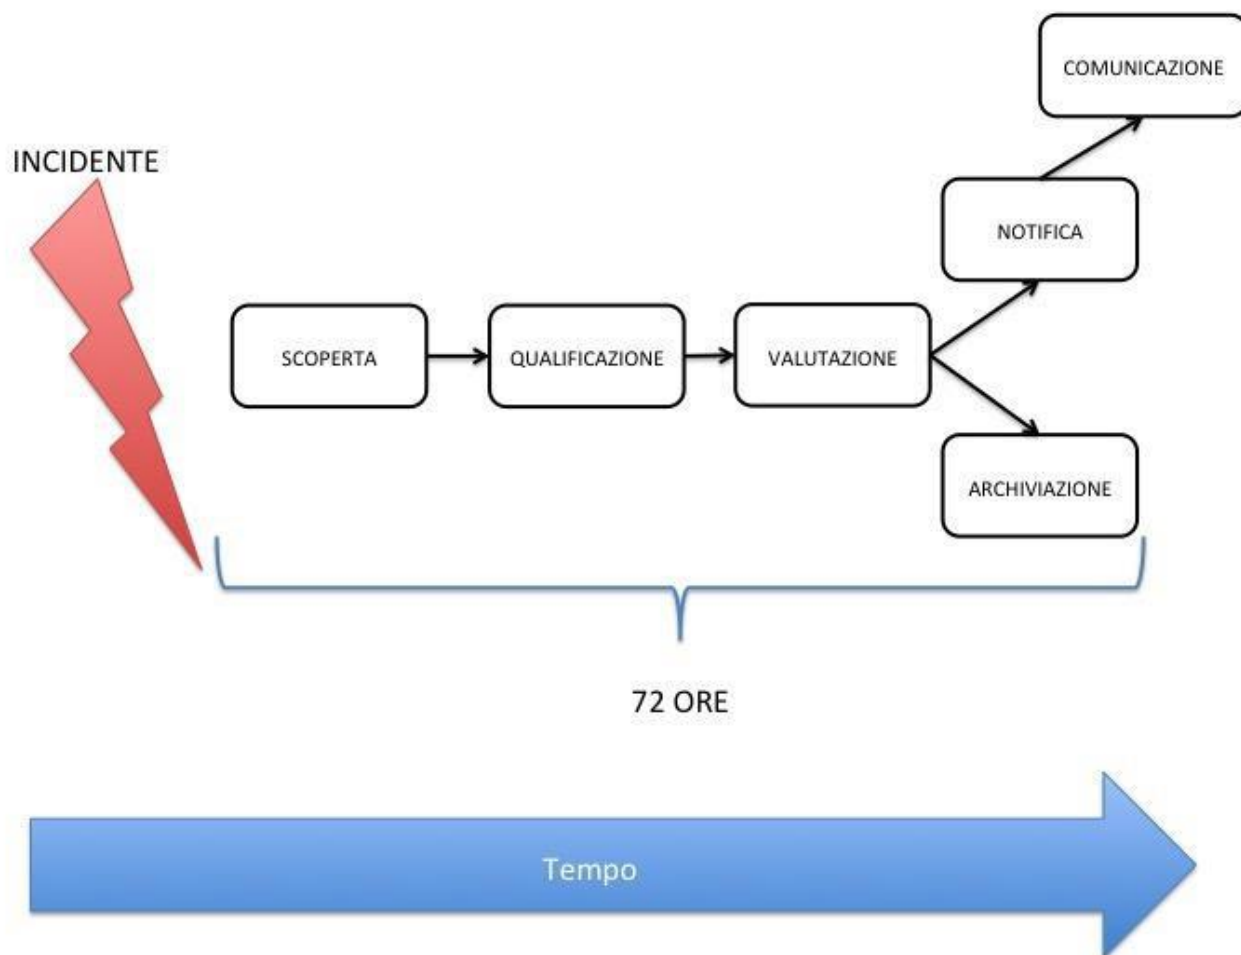 COMUNICAZIONE
INCIDENTE
NOTIFICA
SCOPERTA
QUALIFICAZIONE
VALUTAZIONE
ARCHIVIAZIONE
72 ORE
Tempo